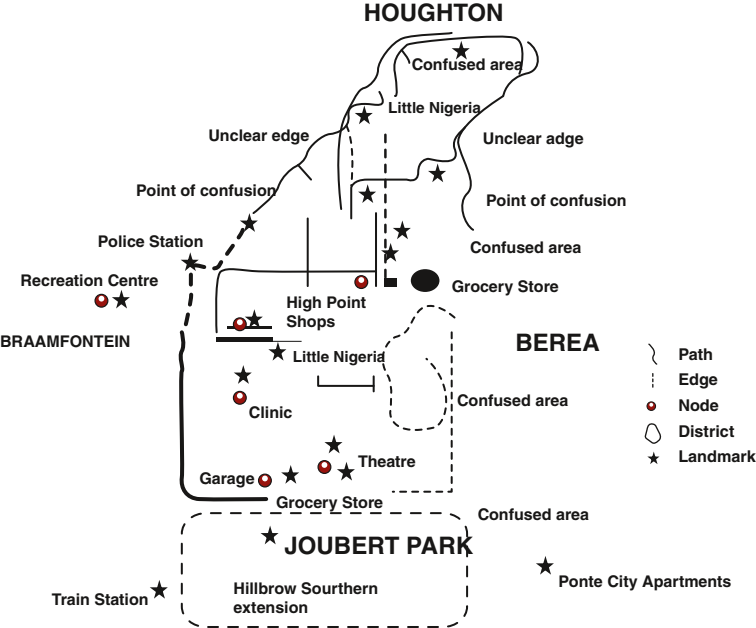 HOUGHTON
Confused area
Little Nigeria
Unclear edge
Unclear adge
Point of confusion
Point of confusion
Police Station
Confused area
Recreation Centre
Grocery Store
High Point
Shops
BRAAMFONTEIN
BEREA
Little Nigeria
Path
Edge
Node
District
Landmark
Confused area
Clinic
Theatre
Garage
Grocery Store
Confused area
JOUBERT PARK
Ponte City Apartments
Hillbrow Sourthern
extension
Train Station